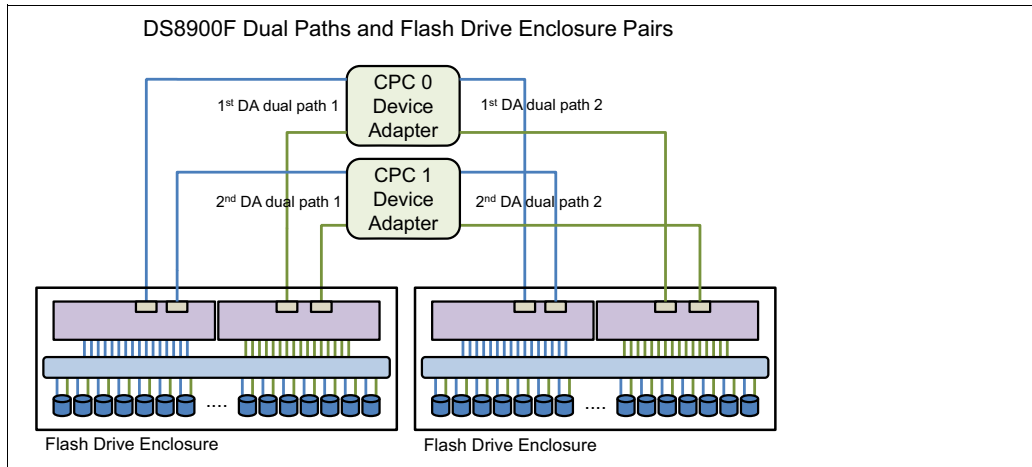 DS8900F Dual Paths and Flash Drive Enclosure Pairs
CPC 0
Device
Adapter
1st DA dual path 1
1st DA dual path 2
CPC 1
Device
Adapter
2nd DA dual path 1
2nd DA dual path 2
....
....
Flash Drive Enclosure
Flash Drive Enclosure